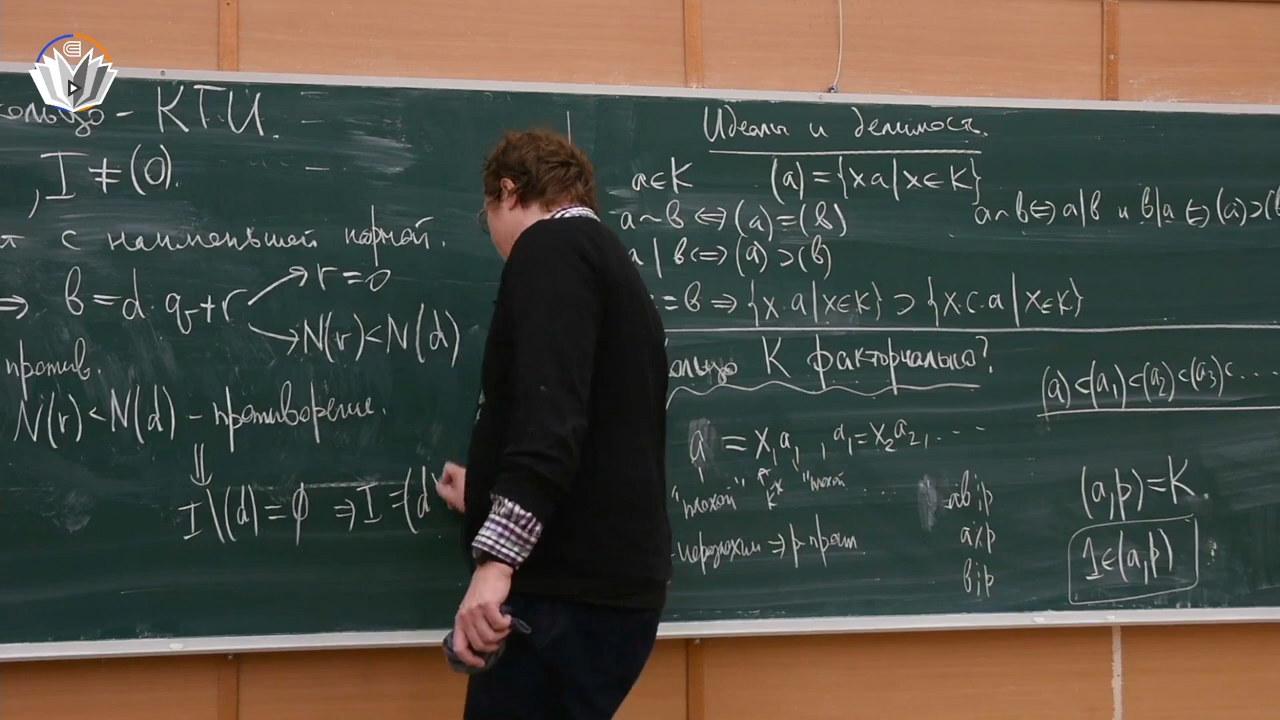 кольцо - КГИ.
, I ≠ (0).
с наименьшей нормой.
⇒ b = d·q + r → r = 0
→ N(r) < N(d)
против.
N(r) < N(d) - противоречие.
⇓
I \ (d) = ∅ ⇒ I = (d
Идеалы и делимость.
a ∈ K (a) = {xa | x ∈ K}
a ~ b ⇔ (a) = (b)
a ~ b ⇔ a|b и b|a ⇔ (a) ⊃ (b
a | b ⇔ (a) ⊃ (b)
= b ⇒ {x·a | x ∈ K} ⊃ {x·c·a | x ∈ K}
кольцо K факториально?
(a) ⊂ (a₁) ⊂ (a₂) ⊂ (a₃) ⊂ ....
a = x₁a₁, a₁ = x₂a₂, ...
"плохой" "плохой
- неразложим ⇒ p - прост.
ab ⋮ p
a ⋮̸ p
b ⋮ p
(a,p) = K.
1 ∈ (a,p)